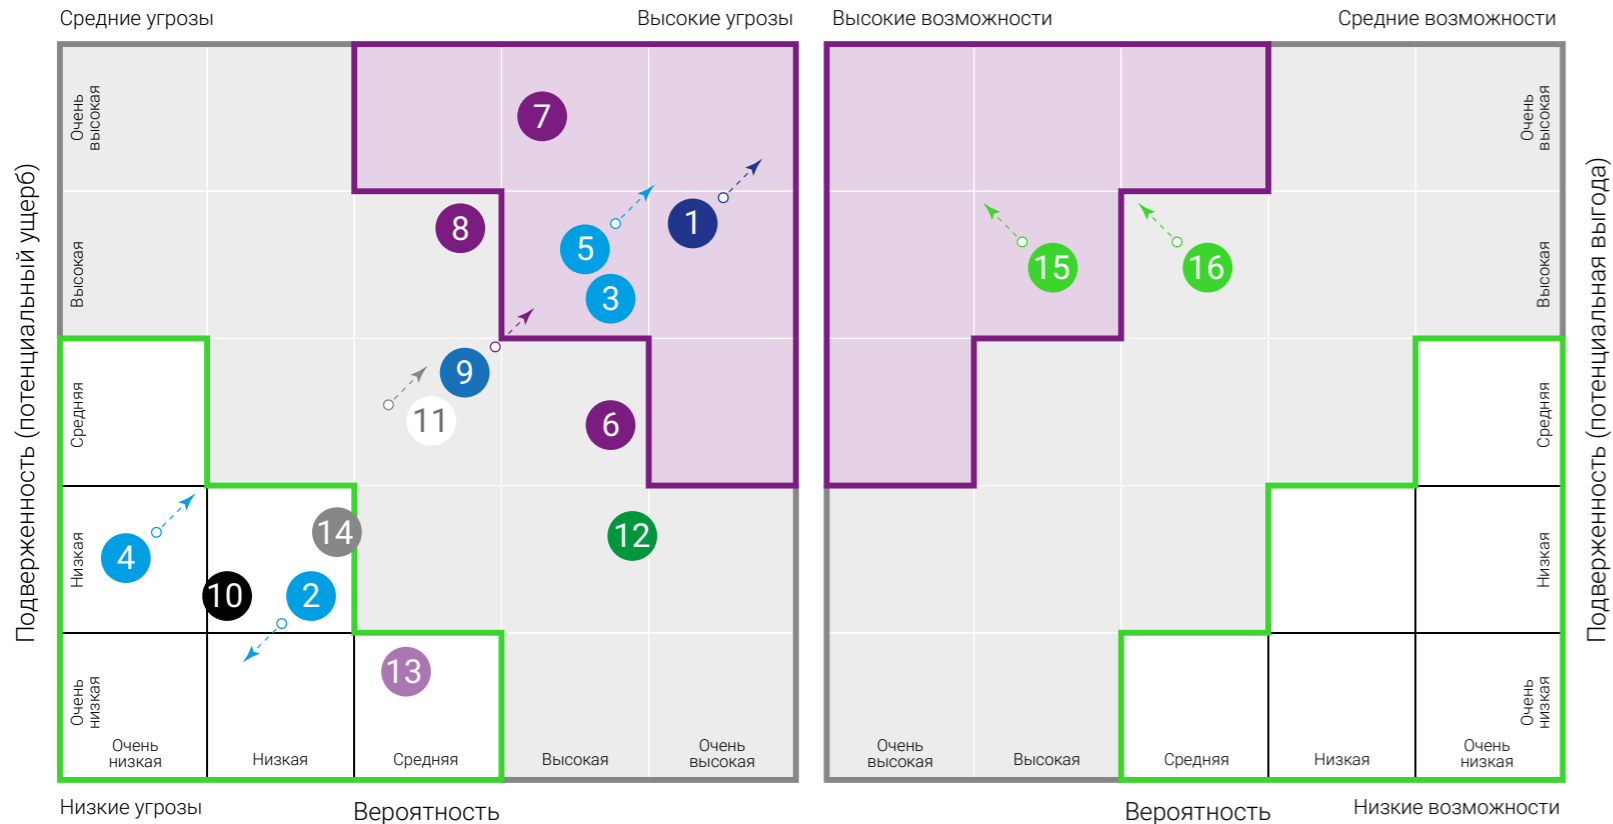 Средние угрозы
Высокие угрозы
Высокие возможности
Средние возможности
Подверженность (потенциальный ущерб)
Очень
высокая
Высокая
Средняя
Низкая
Очень
низкая
7
8
5
1
3
9
11
6
4
10
2
14
12
13
Очень
низкая
Низкая
Средняя
Высокая
Очень
высокая
Низкие угрозы
Вероятность
15
16
Очень
высокая
Высокая
Средняя
Низкая
Очень
низкая
Подверженность (потенциальная выгода)
Очень
высокая
Высокая
Средняя
Низкая
Очень
низкая
Вероятность
Низкие возможности